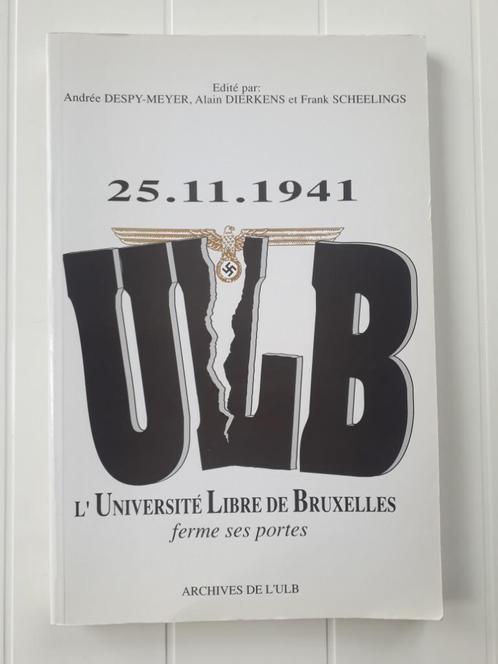 Edité par:
Andrée DESPY-MEYER, Alain DIERKENS et Frank SCHEELINGS
25.11.1941
ULB
L'UNIVERSITÉ LIBRE DE BRUXELLES
ferme ses portes
ARCHIVES DE L'ULB